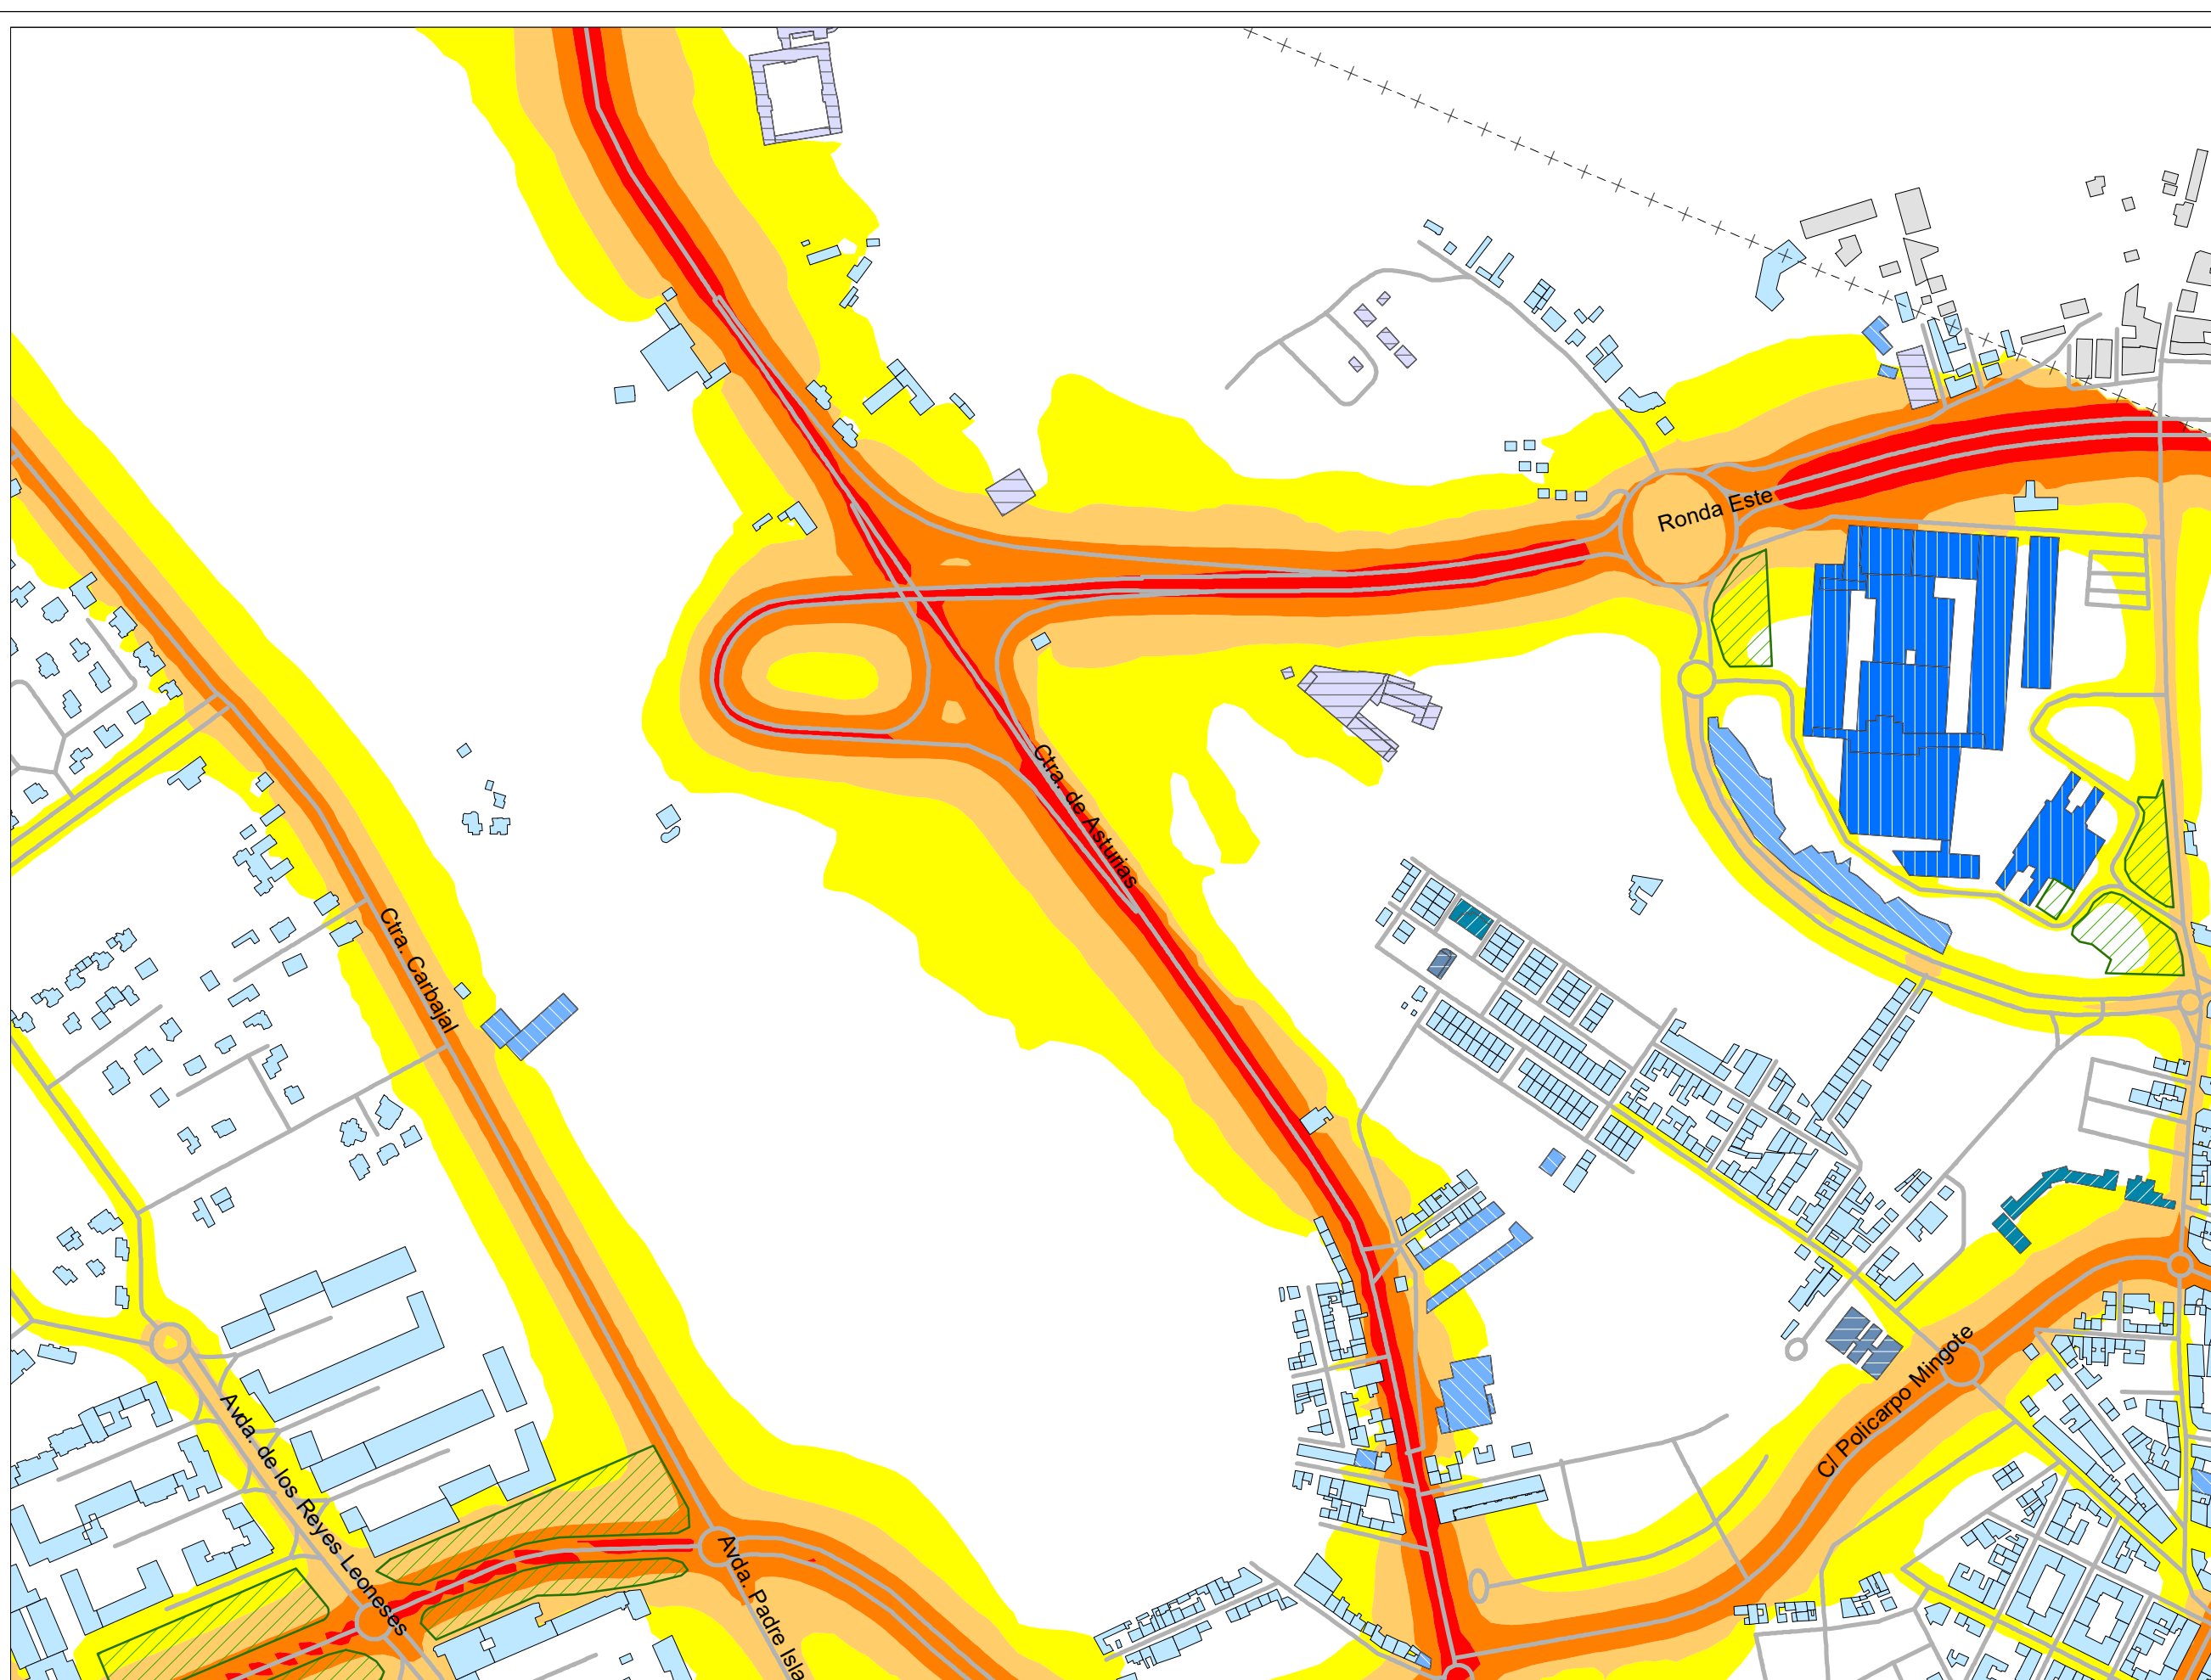 Ronda Este
Ctra. de Asturias
Ctra. Carbajal
C/ Policarpo Mingote
Avda. de los Reyes Leoneses
Avda. Padre Isla